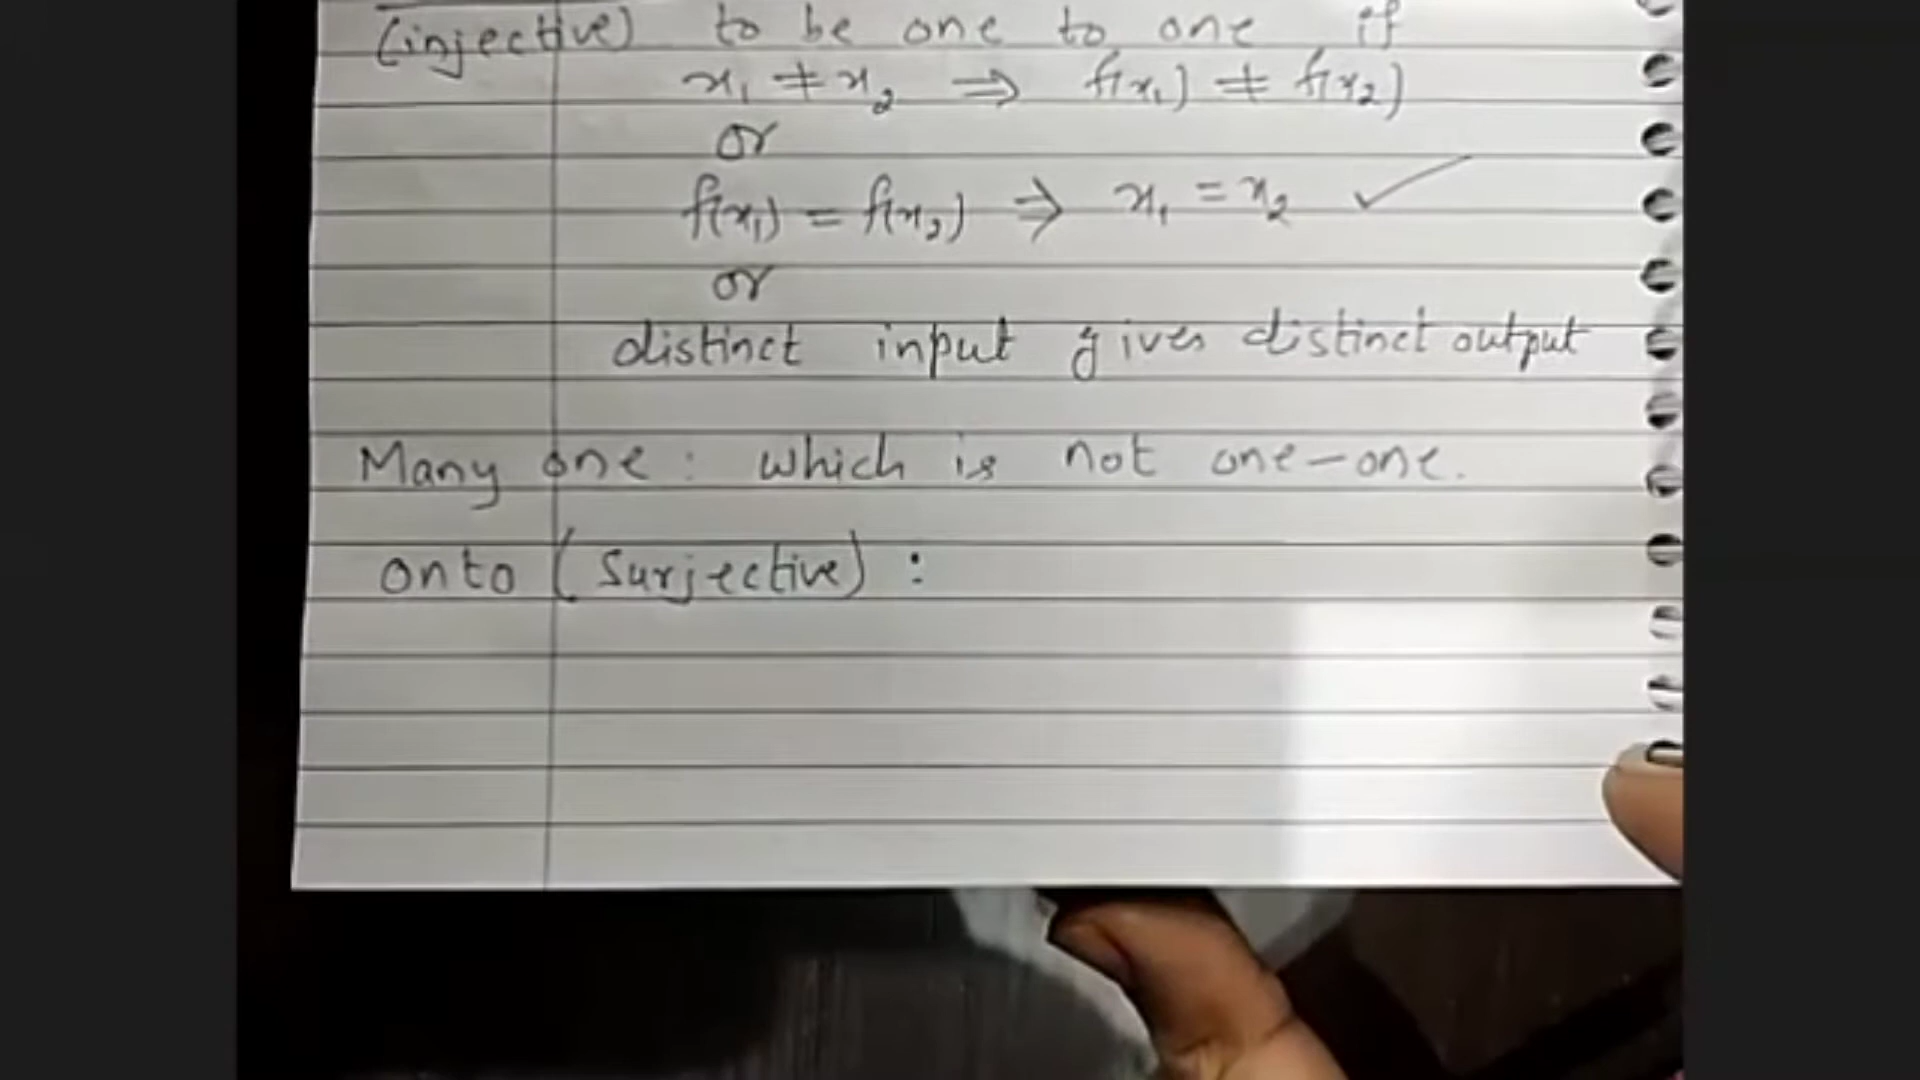 (injective) to be one to one if
x₁ ≠ x₂ ⇒ f(x₁) ≠ f(x₂)
or
f(x₁) = f(x₂) ⇒ x₁ = x₂ ✓
or
distinct input gives distinct output
Many one : which is not one-one.
onto (Surjective) :